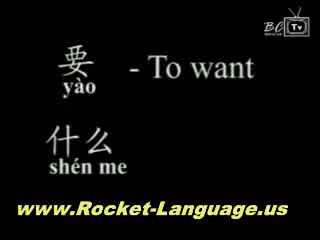 BC TV
要 - To want
yào
什么
shén me
www.Rocket-Language.us